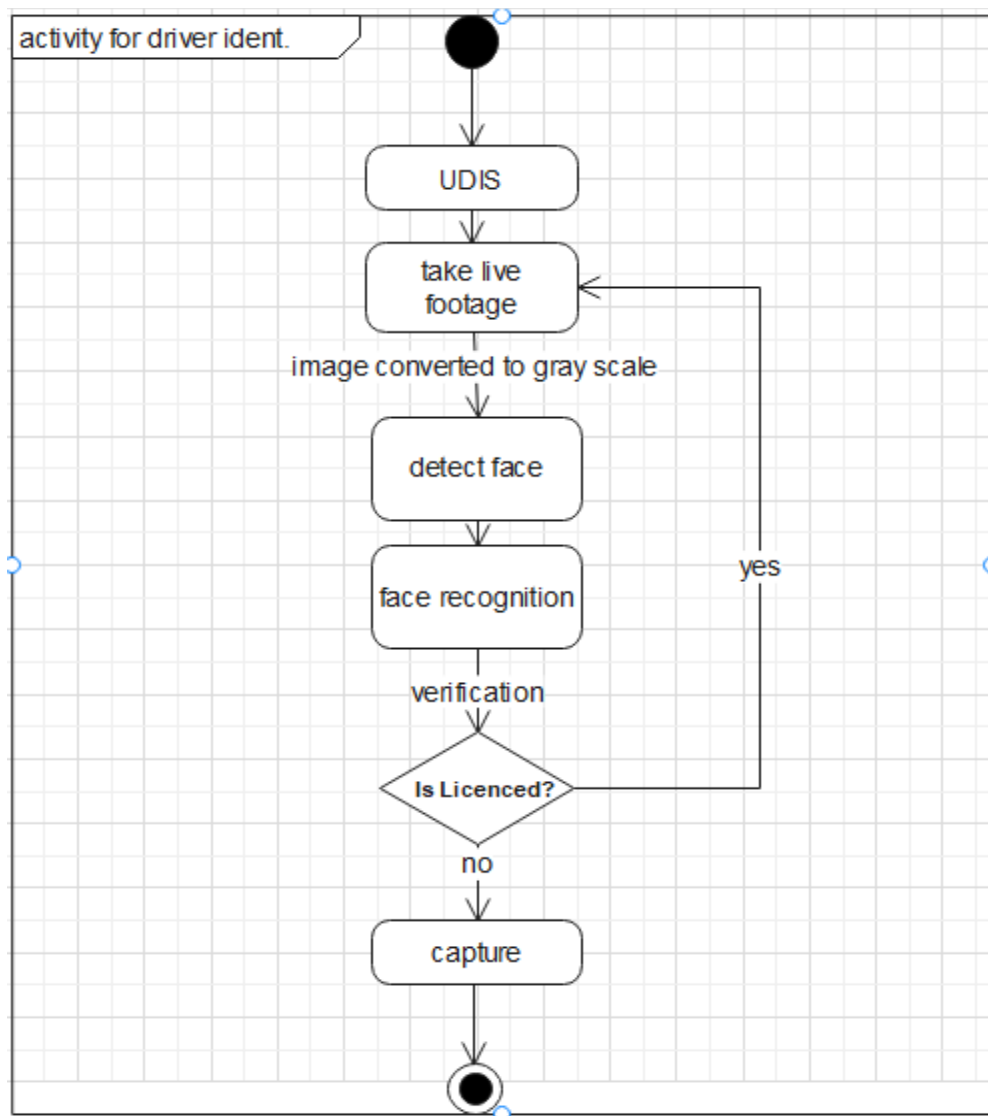 activity for driver ident.
UDIS
take live
footage
image converted to gray scale
detect face
yes
face recognition
verification
Is Licenced?
no
capture